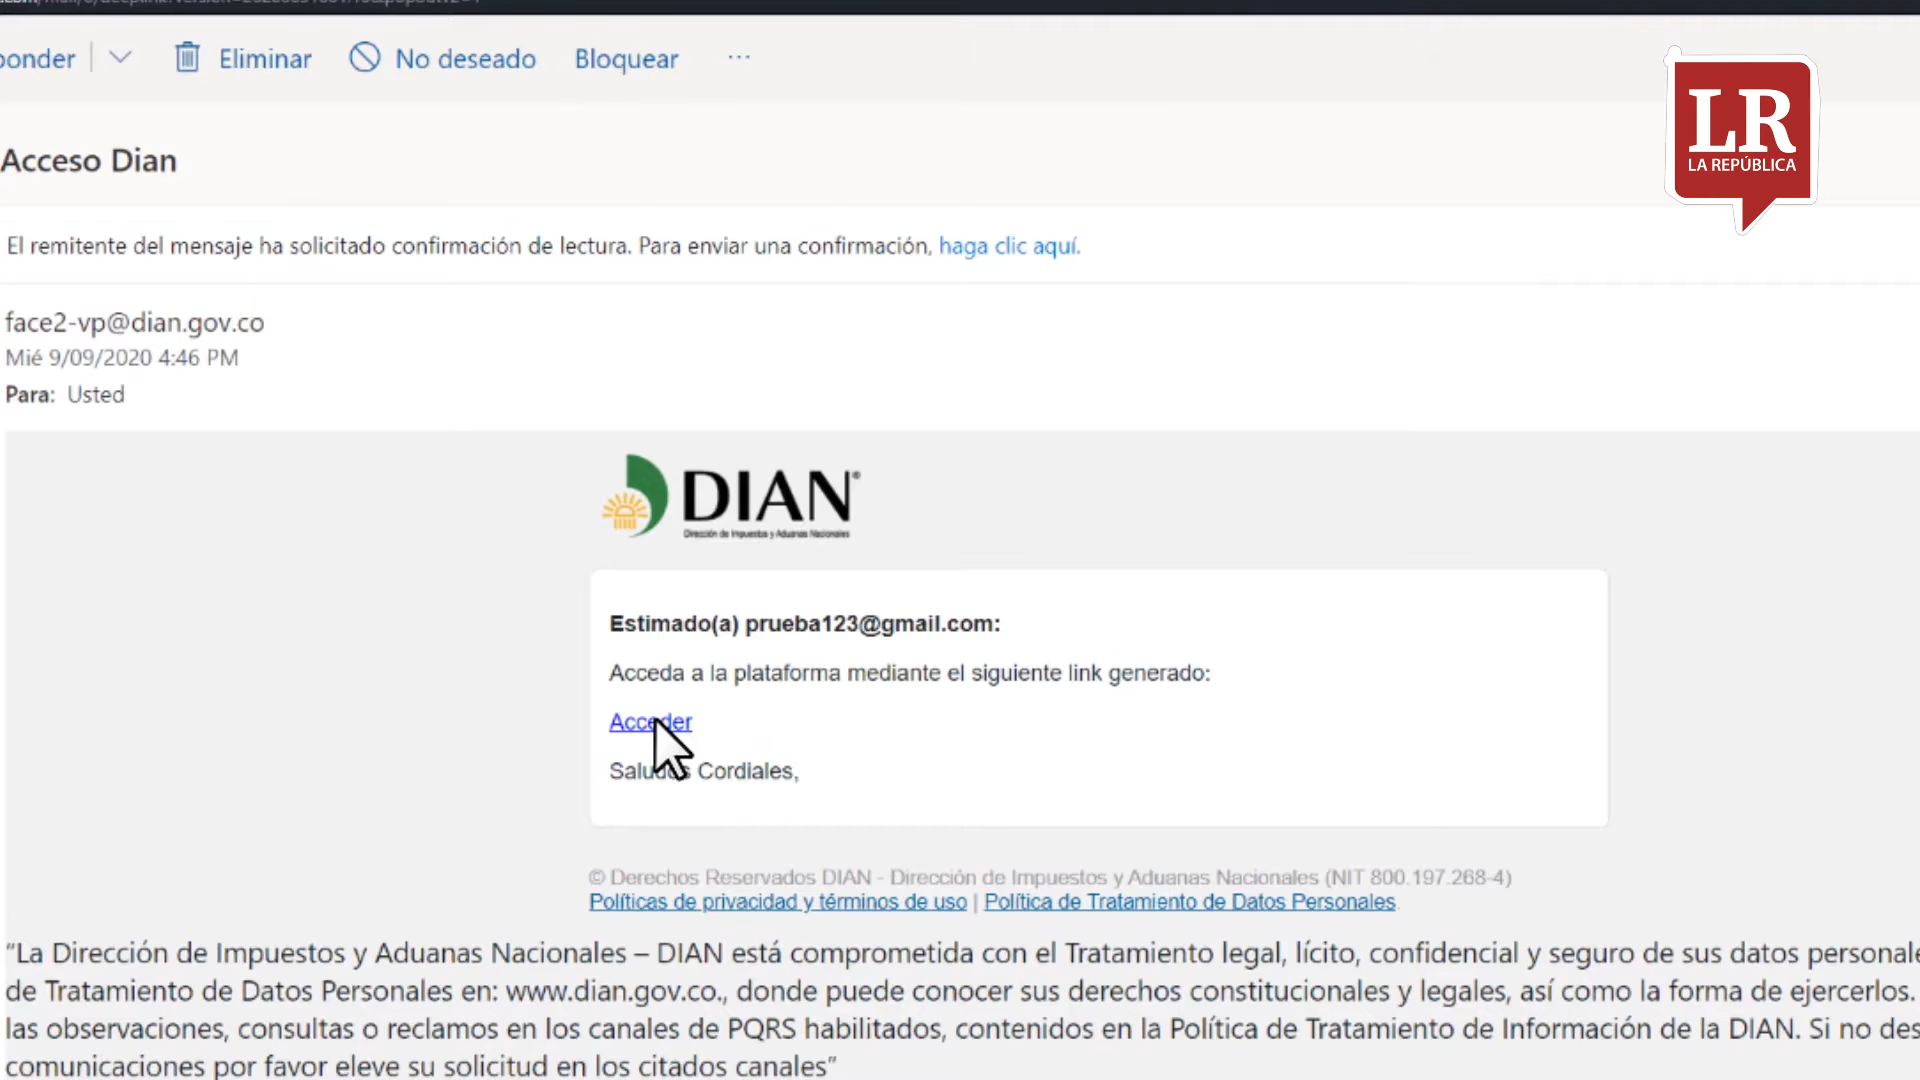 ponder
Eliminar
No deseado
Bloquear
...
LR
LA REPÚBLICA
Acceso Dian
El remitente del mensaje ha solicitado confirmación de lectura. Para enviar una confirmación, haga clic aquí.
face2-vp@dian.gov.co
Mié 9/09/2020 4:46 PM
Para: Usted
DIAN®
Dirección de Impuestos y Aduanas Nacionales
Estimado(a) prueba123@gmail.com:
Acceda a la plataforma mediante el siguiente link generado:
Acceder
Saludos Cordiales,
© Derechos Reservados DIAN - Dirección de Impuestos y Aduanas Nacionales (NIT 800.197.268-4)
Políticas de privacidad y términos de uso | Política de Tratamiento de Datos Personales.
“La Dirección de Impuestos y Aduanas Nacionales – DIAN está comprometida con el Tratamiento legal, lícito, confidencial y seguro de sus datos personale
de Tratamiento de Datos Personales en: www.dian.gov.co., donde puede conocer sus derechos constitucionales y legales, así como la forma de ejercerlos.
las observaciones, consultas o reclamos en los canales de PQRS habilitados, contenidos en la Política de Tratamiento de Información de la DIAN. Si no des
comunicaciones por favor eleve su solicitud en los citados canales”